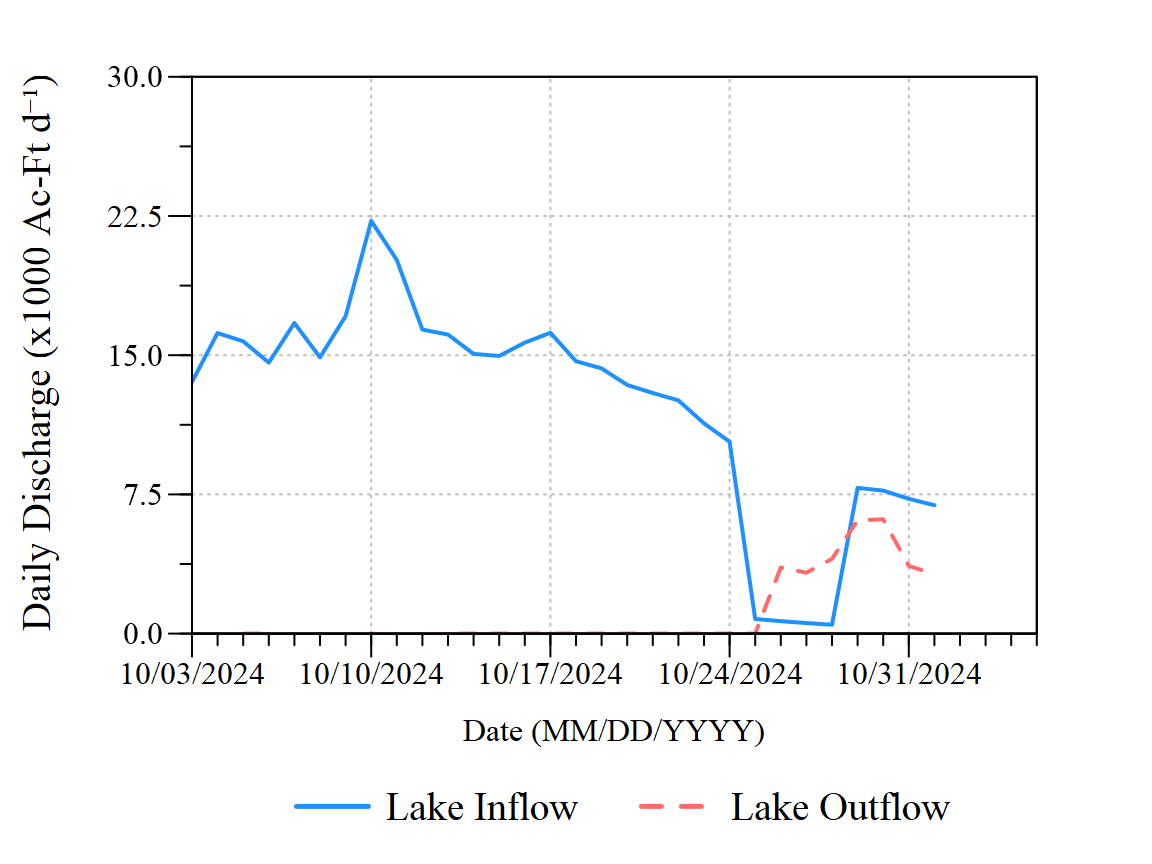 Daily Discharge (x1000 Ac-Ft d⁻¹)
30.0
22.5
15.0
7.5
0.0
10/03/2024 10/10/2024 10/17/2024 10/24/2024 10/31/2024
Date (MM/DD/YYYY)
Lake Inflow Lake Outflow